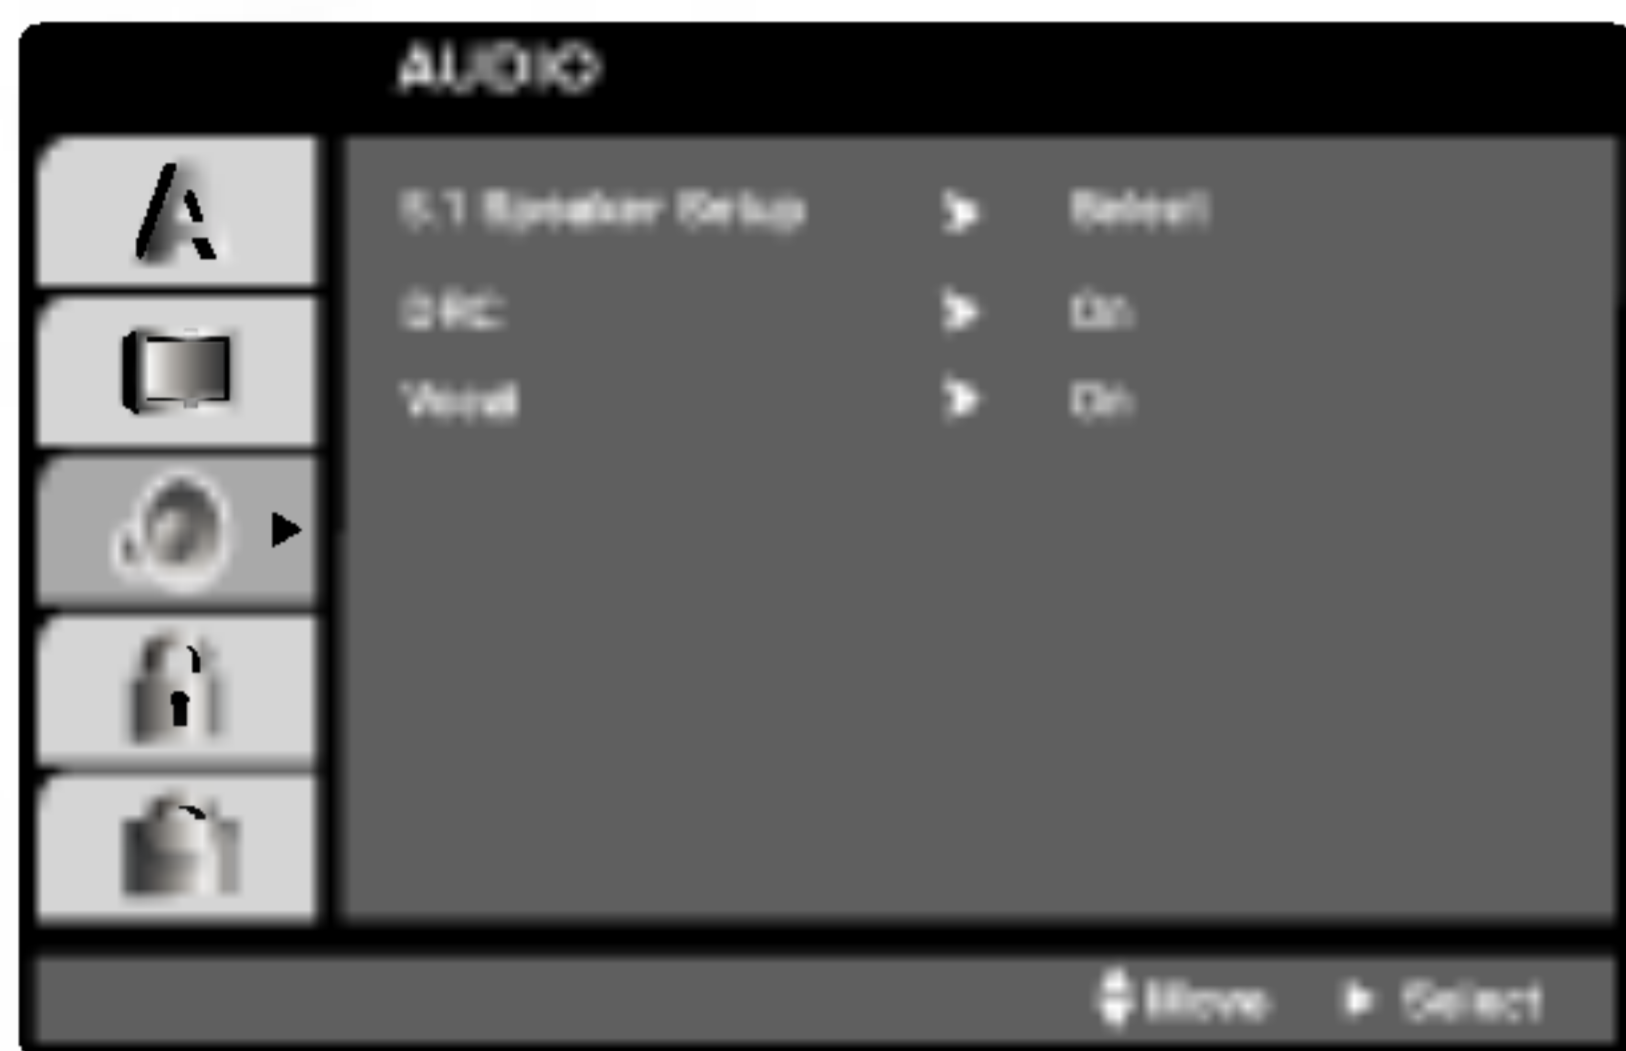 AUDIO
5.1 Speaker Setup Select
DRC On
Vocal On
Move Select